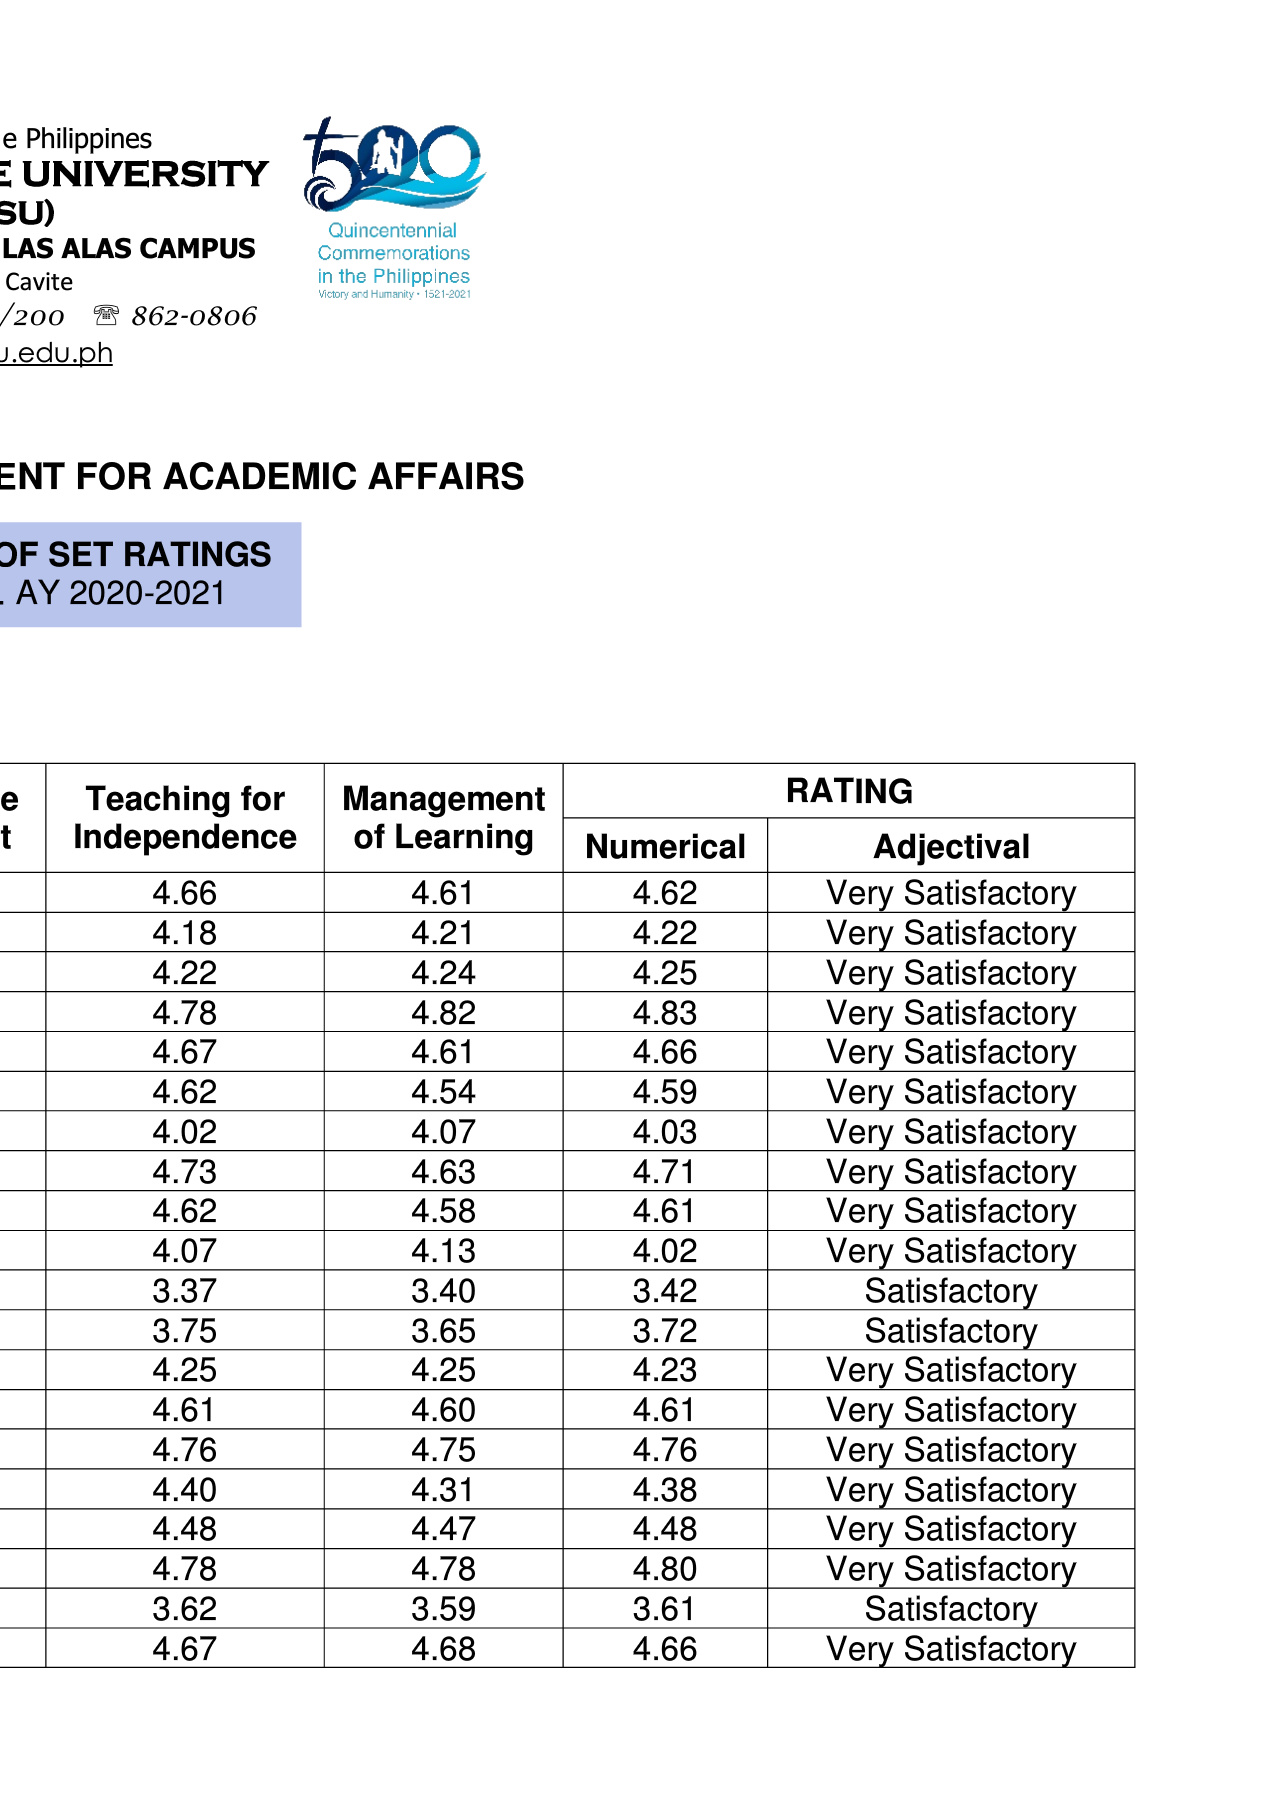 e Philippines
E UNIVERSITY
SU)
LAS ALAS CAMPUS
Cavite
/200 ☏ 862-0806
u.edu.ph
500
Quincentennial
Commemorations
in the Philippines
Victory and Humanity • 1521-2021
ENT FOR ACADEMIC AFFAIRS
OF SET RATINGS
. AY 2020-2021
e Teaching for Management RATING
t Independence of Learning Numerical Adjectival
4.66 4.61 4.62 Very Satisfactory
4.18 4.21 4.22 Very Satisfactory
4.22 4.24 4.25 Very Satisfactory
4.78 4.82 4.83 Very Satisfactory
4.67 4.61 4.66 Very Satisfactory
4.62 4.54 4.59 Very Satisfactory
4.02 4.07 4.03 Very Satisfactory
4.73 4.63 4.71 Very Satisfactory
4.62 4.58 4.61 Very Satisfactory
4.07 4.13 4.02 Very Satisfactory
3.37 3.40 3.42 Satisfactory
3.75 3.65 3.72 Satisfactory
4.25 4.25 4.23 Very Satisfactory
4.61 4.60 4.61 Very Satisfactory
4.76 4.75 4.76 Very Satisfactory
4.40 4.31 4.38 Very Satisfactory
4.48 4.47 4.48 Very Satisfactory
4.78 4.78 4.80 Very Satisfactory
3.62 3.59 3.61 Satisfactory
4.67 4.68 4.66 Very Satisfactory